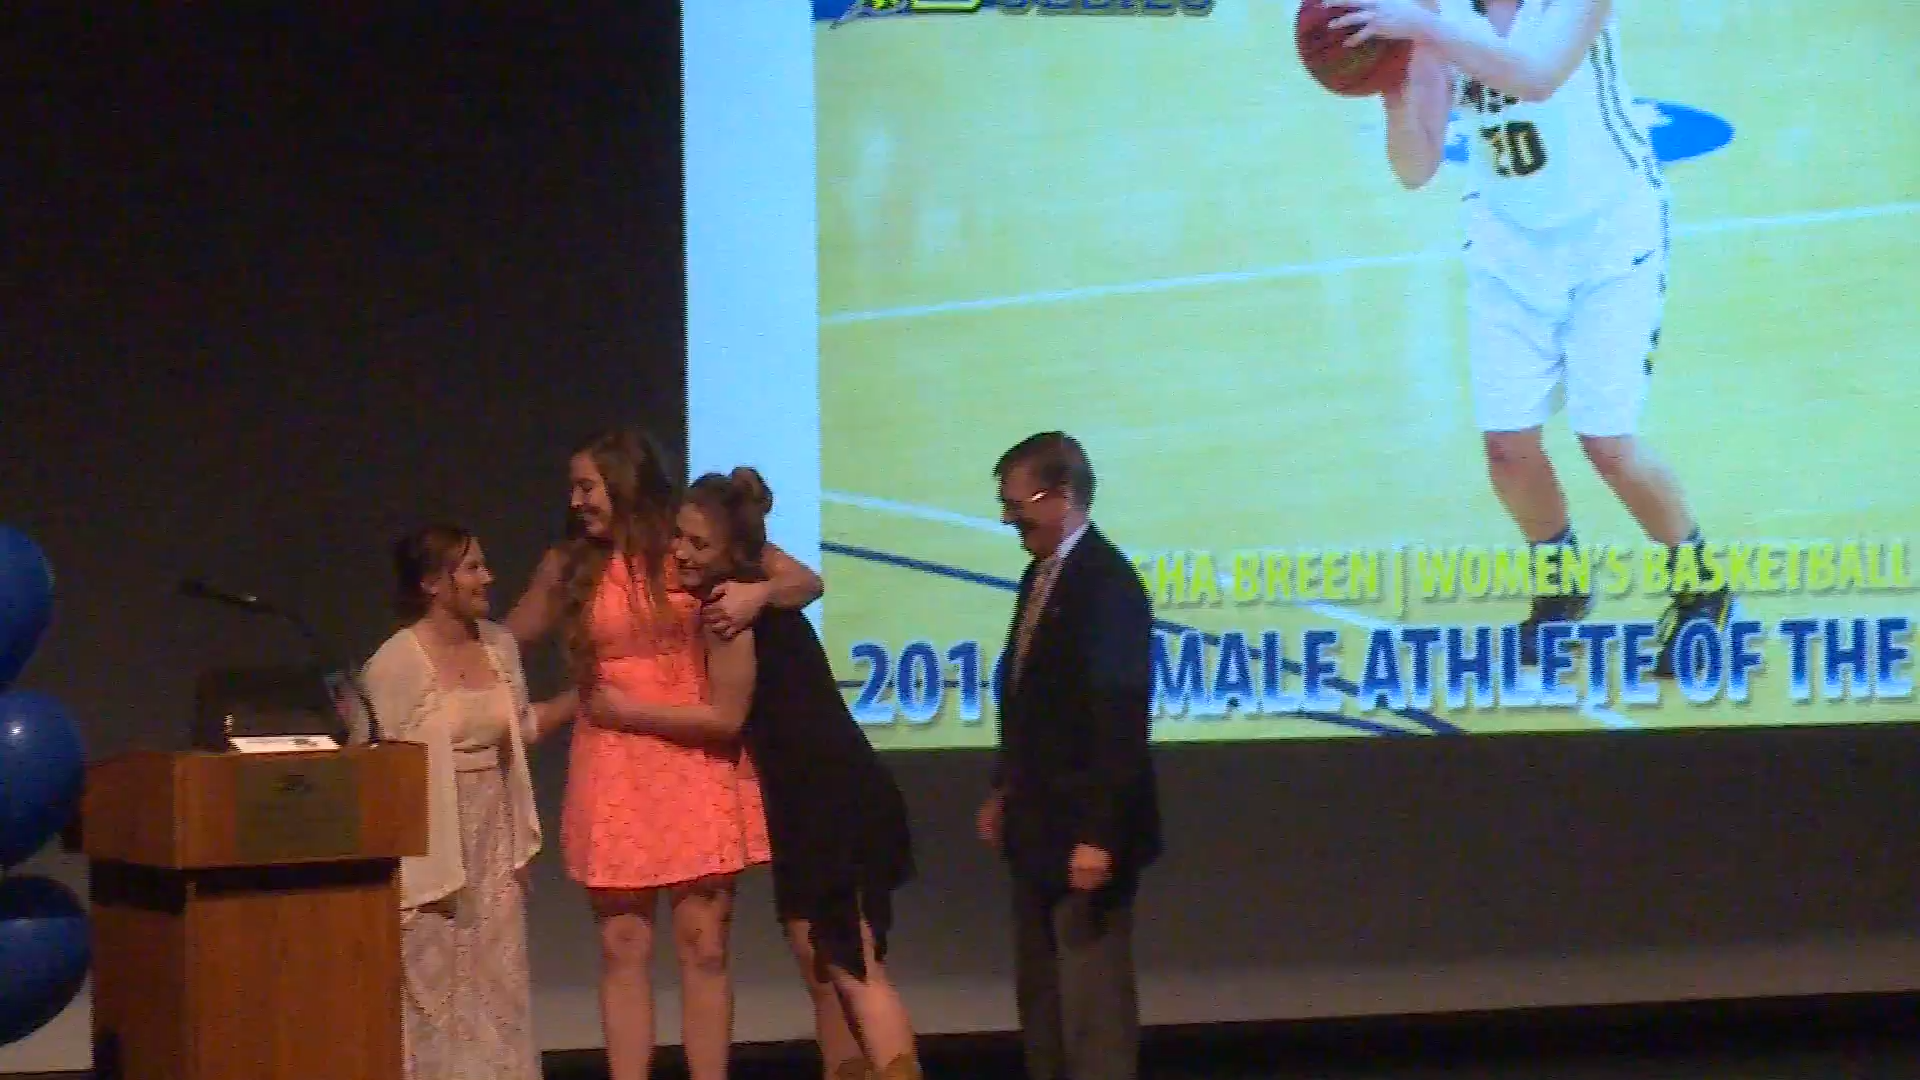 20
SHA BREEN | WOMEN'S BASKETBALL
201 MALE ATHLETE OF THE